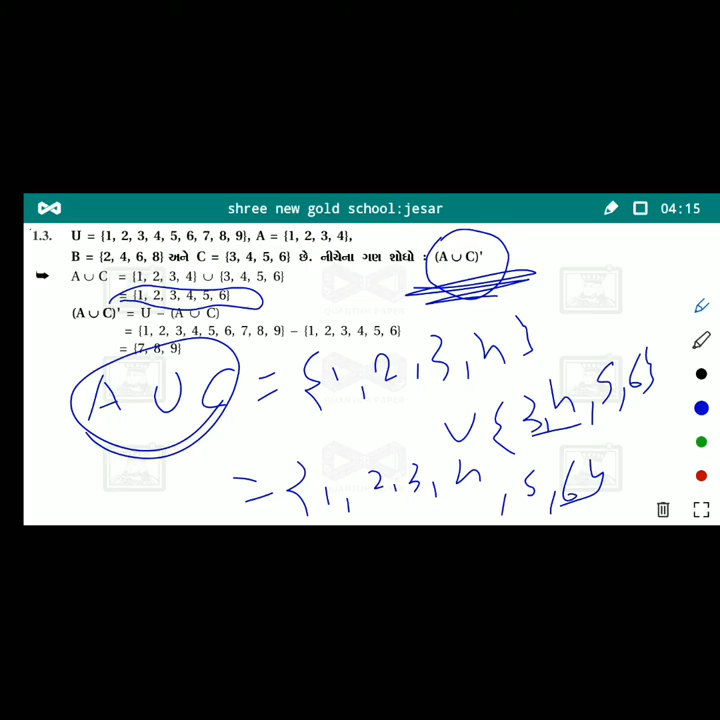 shree new gold school:jesar
04:15
1.3. U = {1, 2, 3, 4, 5, 6, 7, 8, 9}, A = {1, 2, 3, 4},
B = {2, 4, 6, 8} અને C = {3, 4, 5, 6} છે. નીચેના ગણ શોધો : (A ∪ C)'
➥ A ∪ C = {1, 2, 3, 4} ∪ {3, 4, 5, 6}
= {1, 2, 3, 4, 5, 6}
(A ∪ C)' = U − (A ∪ C)
= {1, 2, 3, 4, 5, 6, 7, 8, 9} − {1, 2, 3, 4, 5, 6}
= {7, 8, 9}
A ∪ C = {1, 2, 3, 4}
∪ {3, 4, 5, 6}
= {1, 2, 3, 4, 5, 6}